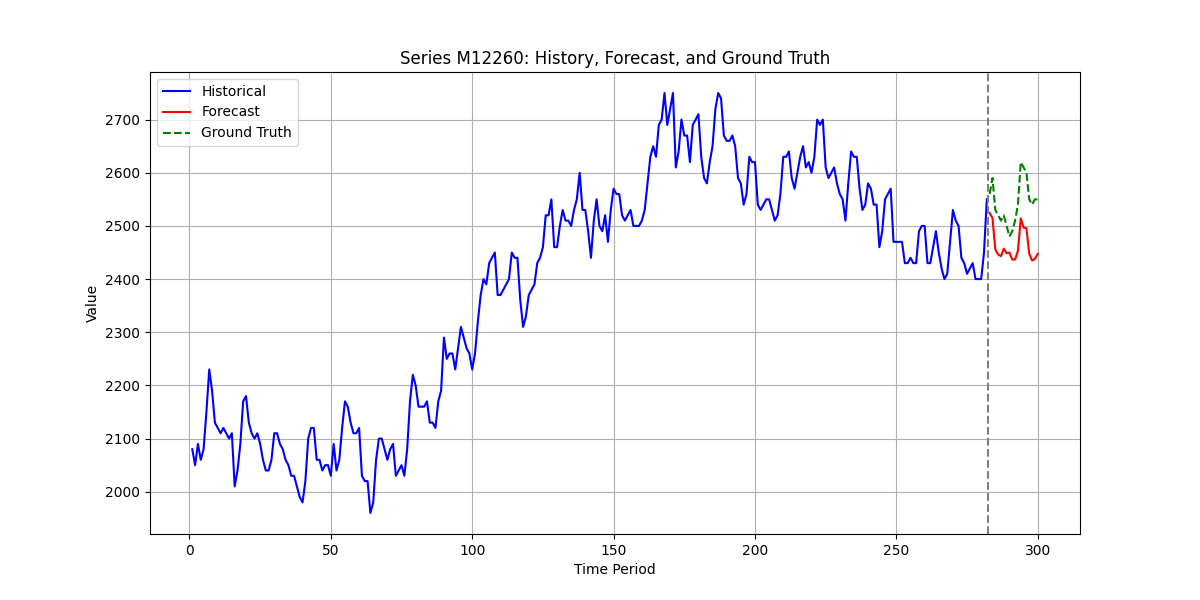 Series M12260: History, Forecast, and Ground Truth
Historical
Forecast
Ground Truth
2700
2600
2500
2400
2300
2200
2100
2000
Value
0 50 100 150 200 250 300
Time Period